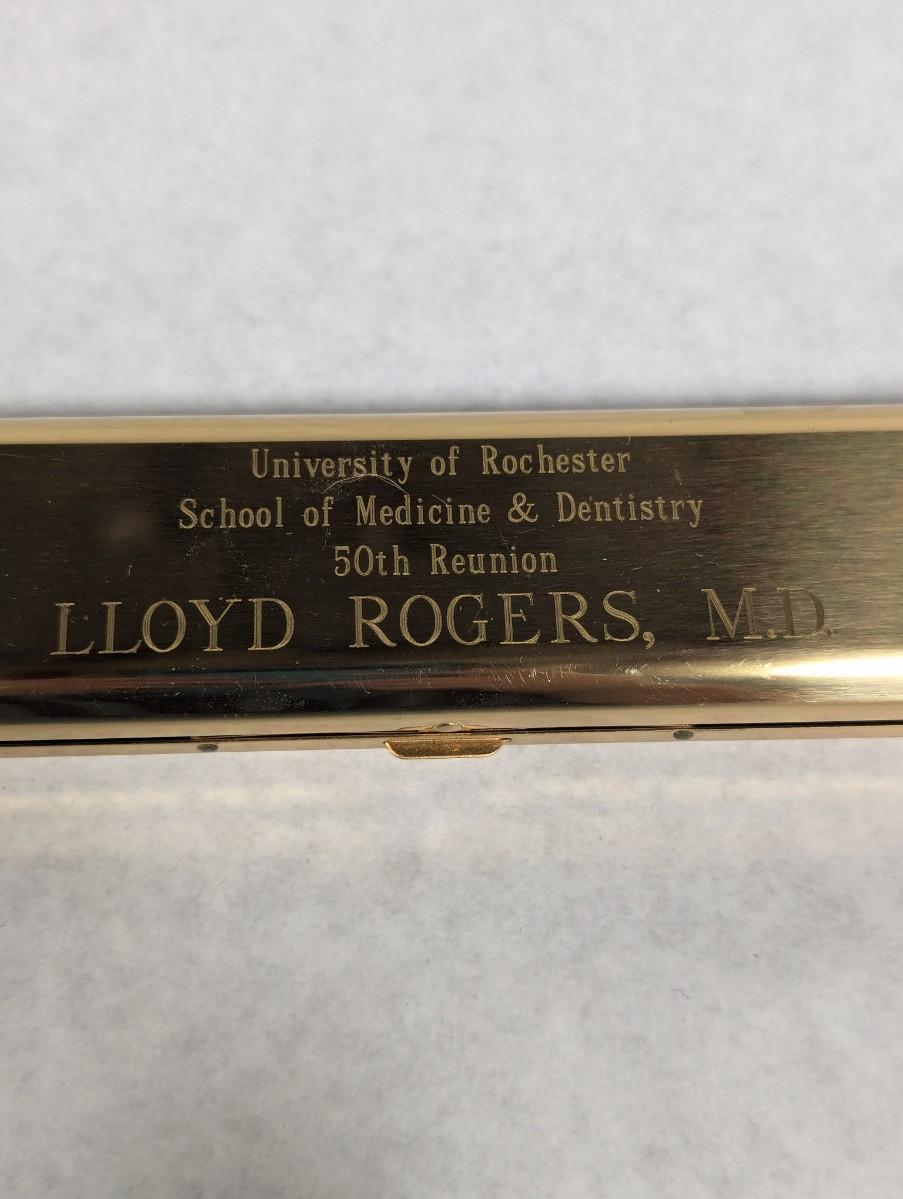 University of Rochester
School of Medicine & Dentistry
50th Reunion
LLOYD ROGERS, M.D.